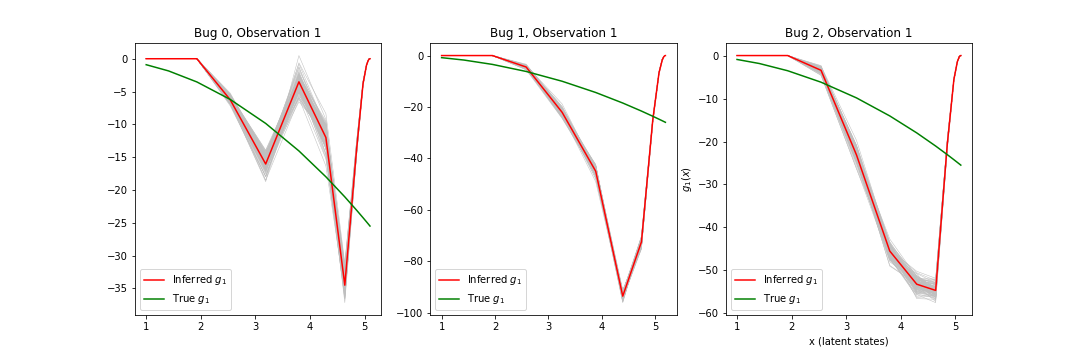 Bug 0, Observation 1
0
−5
−10
−15
−20
−25
−30
−35
1 2 3 4 5
Inferred g₁
True g₁
Bug 1, Observation 1
0
−20
−40
−60
−80
−100
1 2 3 4 5
Inferred g₁
True g₁
Bug 2, Observation 1
g₁(x)
0
−10
−20
−30
−40
−50
−60
1 2 3 4 5
x (latent states)
Inferred g₁
True g₁